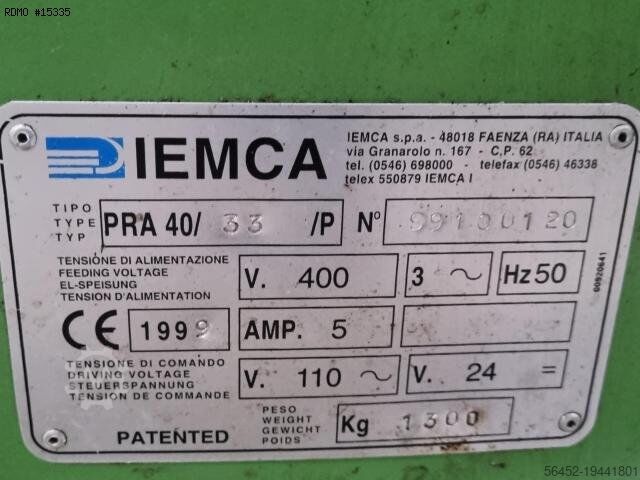 RDMO #15335
IEMCA
IEMCA s.p.a. - 48018 FAENZA (RA) ITALIA
via Granarolo n. 167 - C.P. 62
tel. (0546) 698000 - telefax (0546) 46338
telex 550879 IEMCA I
TIPO
TYPE
TYP
PRA 40/ 33 /P
N° 99100120
TENSIONE DI ALIMENTAZIONE
FEEDING VOLTAGE
EL-SPEISUNG
TENSION D'ALIMENTATION
V. 400
3 ~
Hz 50
00920641
CE 1999
AMP. 5
TENSIONE DI COMANDO
DRIVING VOLTAGE
STEUERSPANNUNG
TENSION DE COMMANDE
V. 110 ~
V. 24 =
PATENTED
PESO
WEIGHT
GEWICHT
POIDS
Kg 1300
56452-19441801